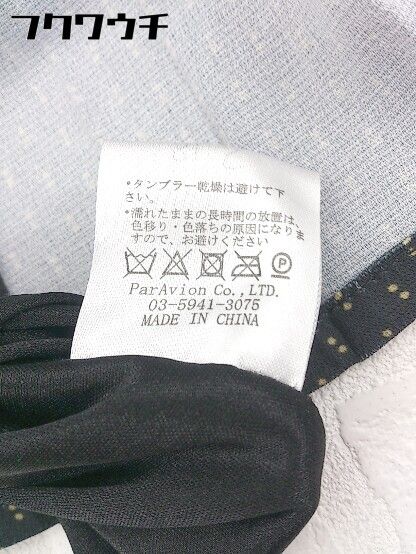 フクワウチ
・タンブラー乾燥は避けて下
さい。
・濡れたままの長時間の放置は、
色移り・色落ちの原因になりま
すので、お避けください
ParAvion Co.,LTD.
03-5941-3075
MADE IN CHINA